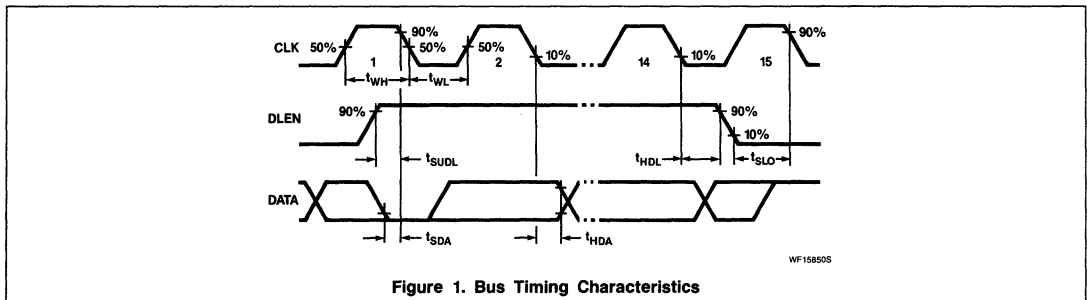 CLK 50% 90% 50% 50% 10% 10% 90%
1 2 14 15
tWH tWL
DLEN 90% 90%
10%
tSUDL tHDL tSLO
DATA
tSDA tHDA
WF15850S
Figure 1. Bus Timing Characteristics